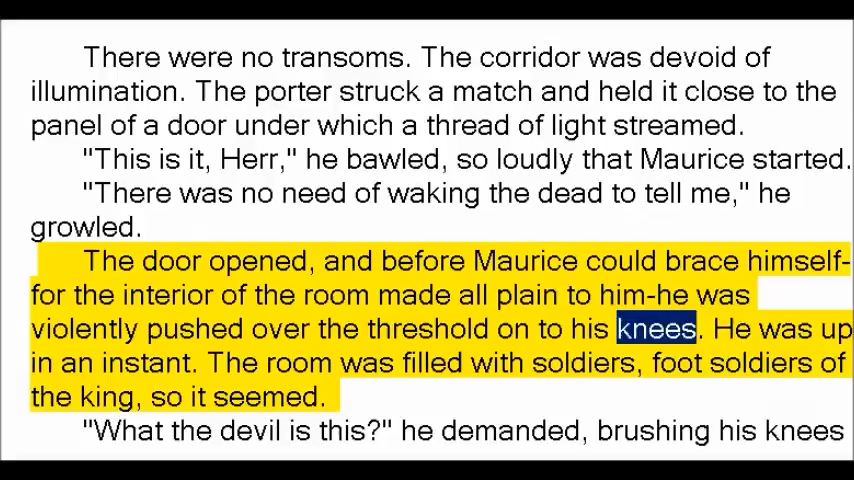 There were no transoms. The corridor was devoid of
illumination. The porter struck a match and held it close to the
panel of a door under which a thread of light streamed.
"This is it, Herr," he bawled, so loudly that Maurice started.
"There was no need of waking the dead to tell me," he
growled.
The door opened, and before Maurice could brace himself-
for the interior of the room made all plain to him-he was
violently pushed over the threshold on to his knees. He was up
in an instant. The room was filled with soldiers, foot soldiers of
the king, so it seemed.
"What the devil is this?" he demanded, brushing his knees